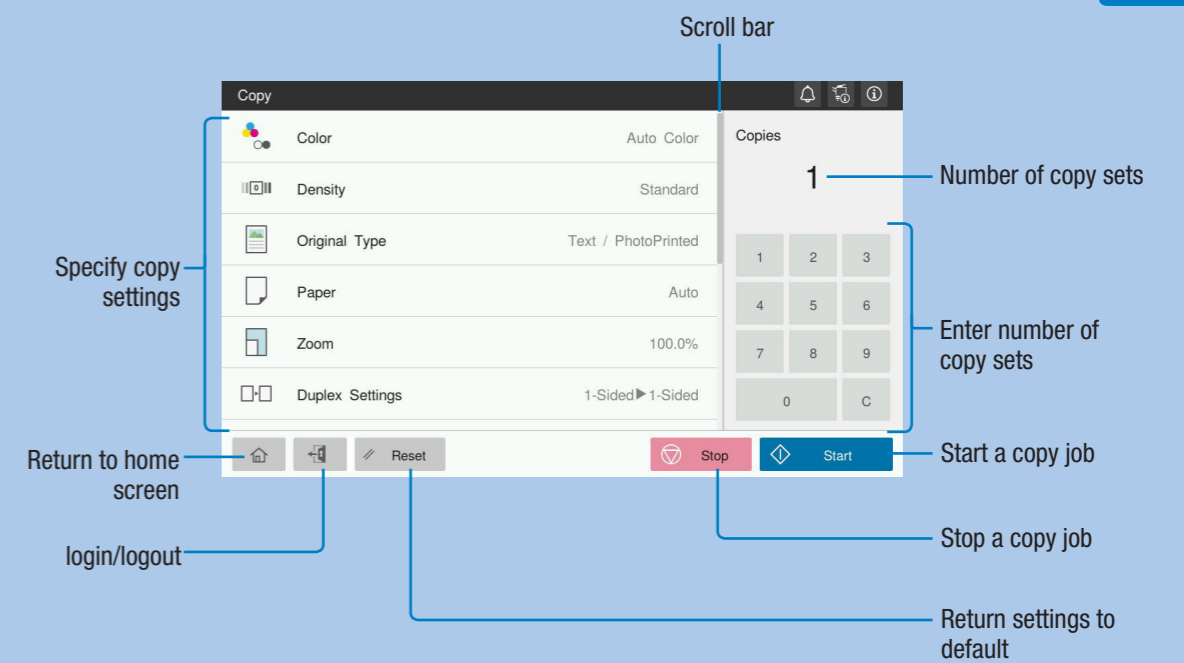 Scroll bar
Copy
Color Auto Color
Copies
Density Standard
1
Number of copy sets
Original Type Text / PhotoPrinted
1 2 3
Specify copy
settings
Paper Auto
4 5 6
Enter number of
copy sets
Zoom 100.0%
7 8 9
Duplex Settings 1-Sided▶1-Sided
0 C
Return to home
screen
Reset
Stop
Start
Start a copy job
login/logout
Stop a copy job
Return settings to
default